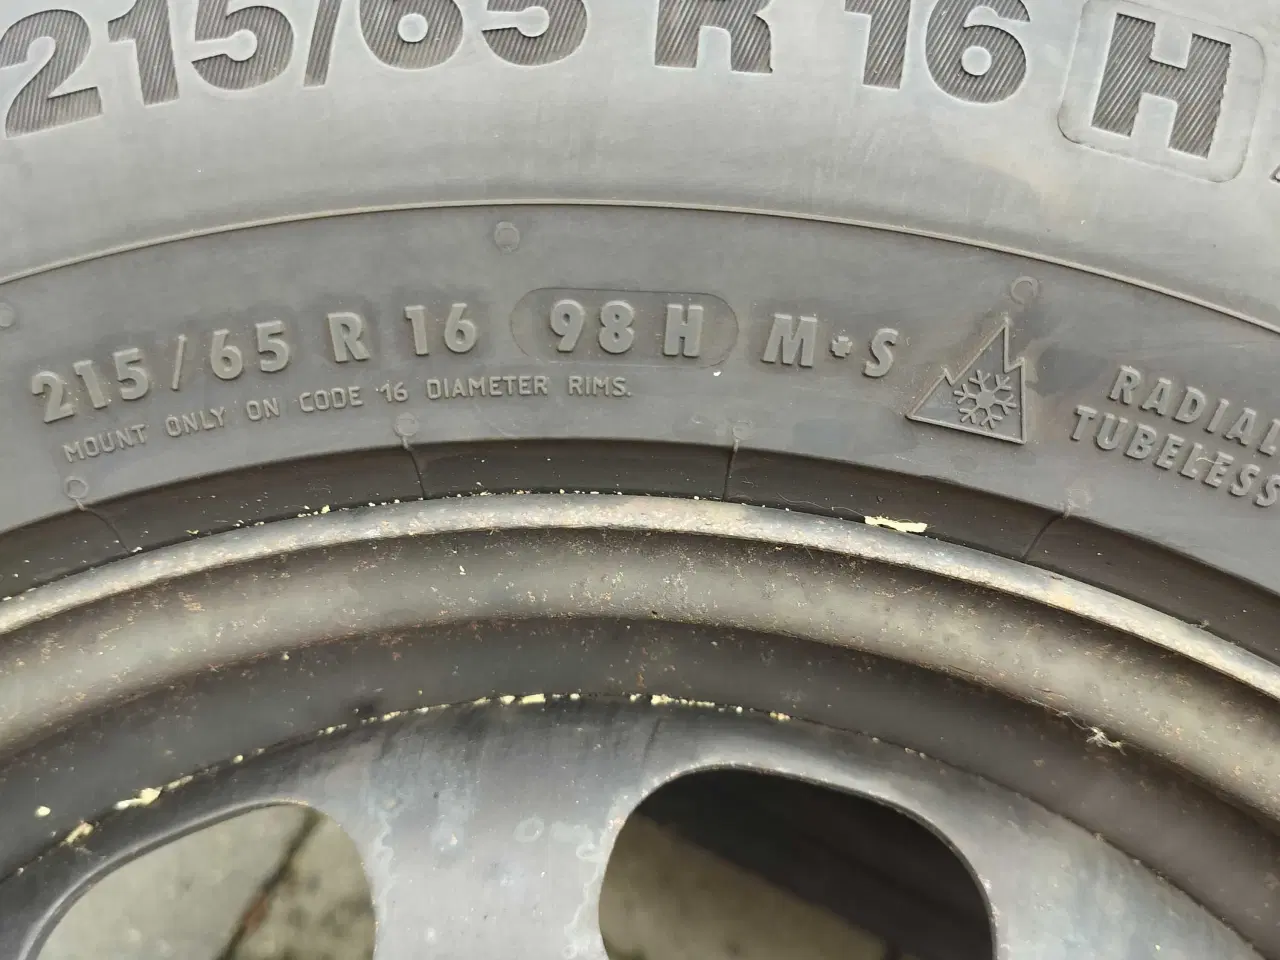 215/65 R 16 H
215/65 R 16 98 H M+S
MOUNT ONLY ON CODE 16 DIAMETER RIMS.
RADIAL
TUBELESS